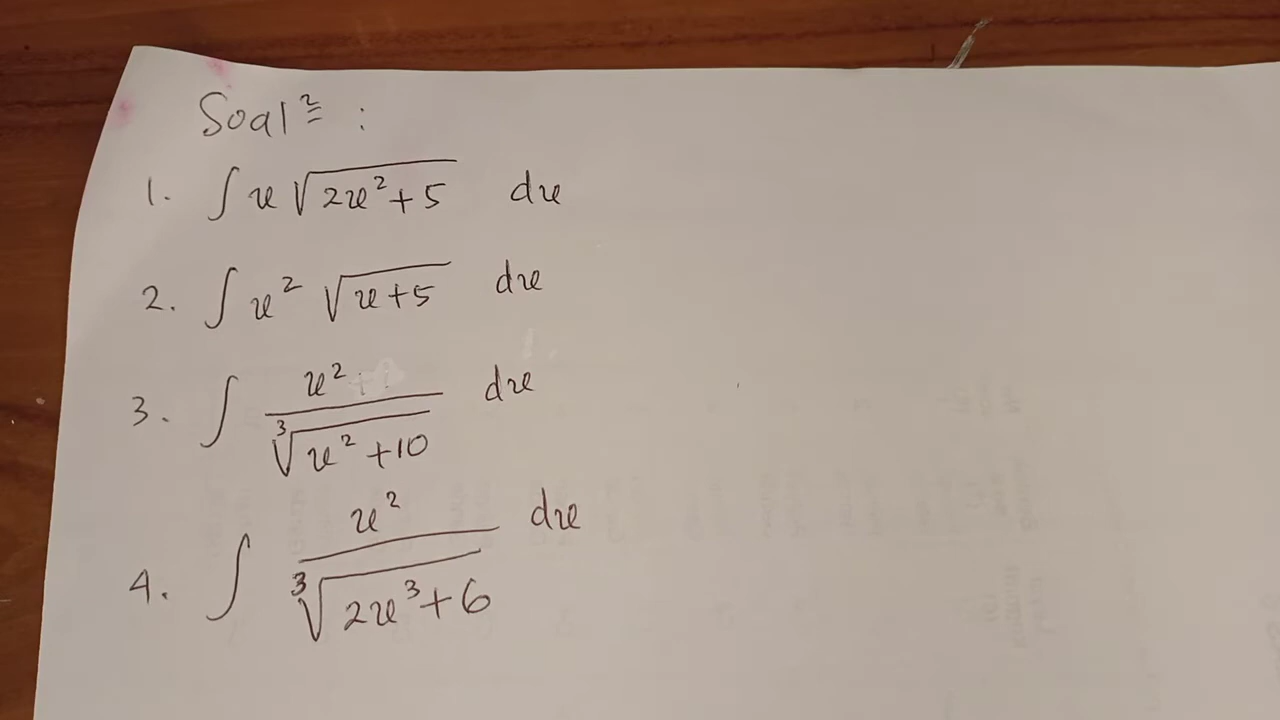 Soal² :
1. ∫ x √(2x² + 5) dx
2. ∫ x² √(x + 5) dx
3. ∫ x² / ∛(x² + 10) dx
4. ∫ x² / ∛(2x³ + 6) dx